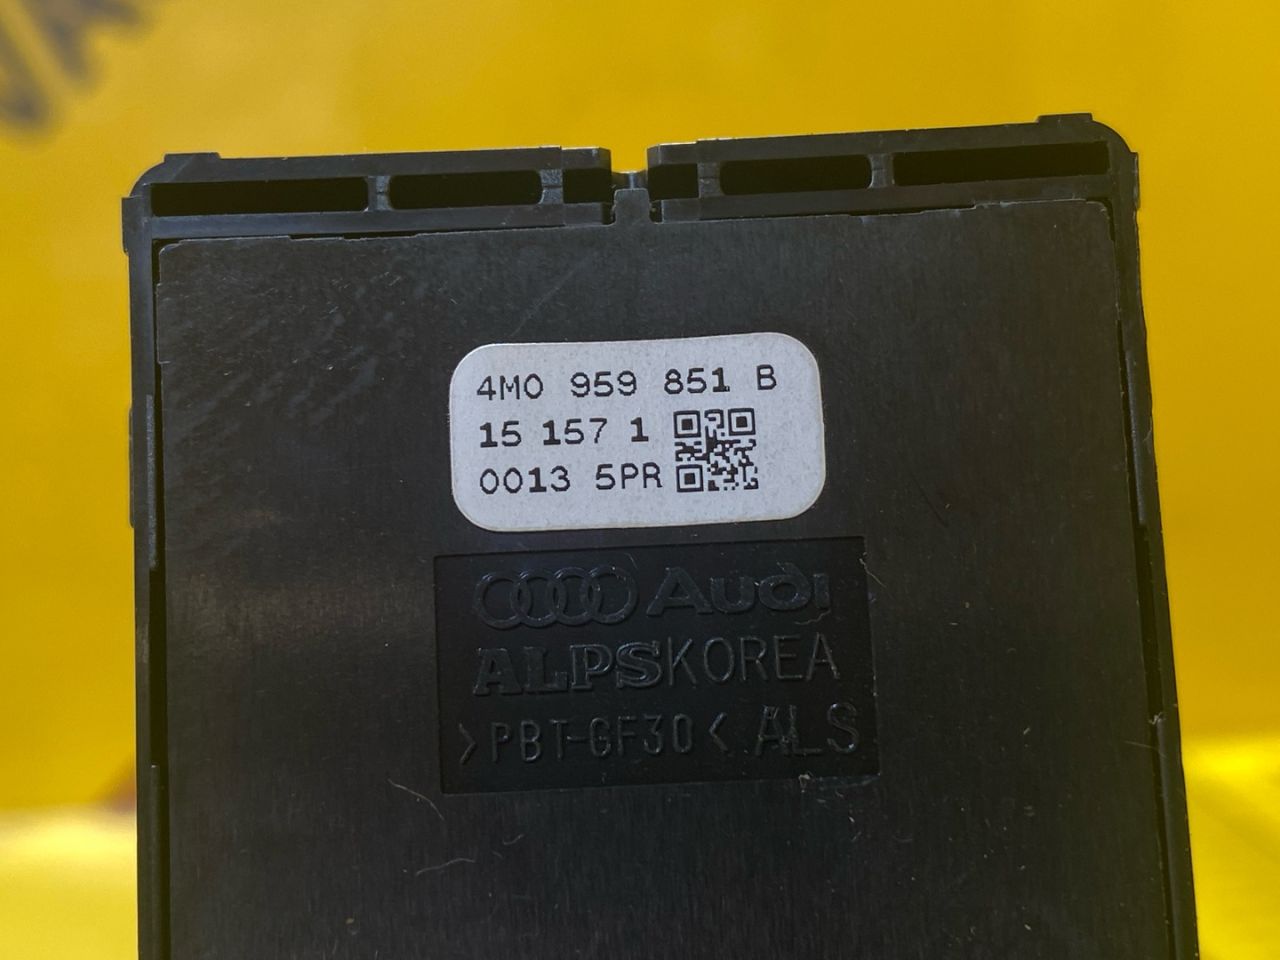 4M0 959 851 B
15 157 1
0013 5PR
Audi
ALPSKOREA
>PBT-GF30< ALS